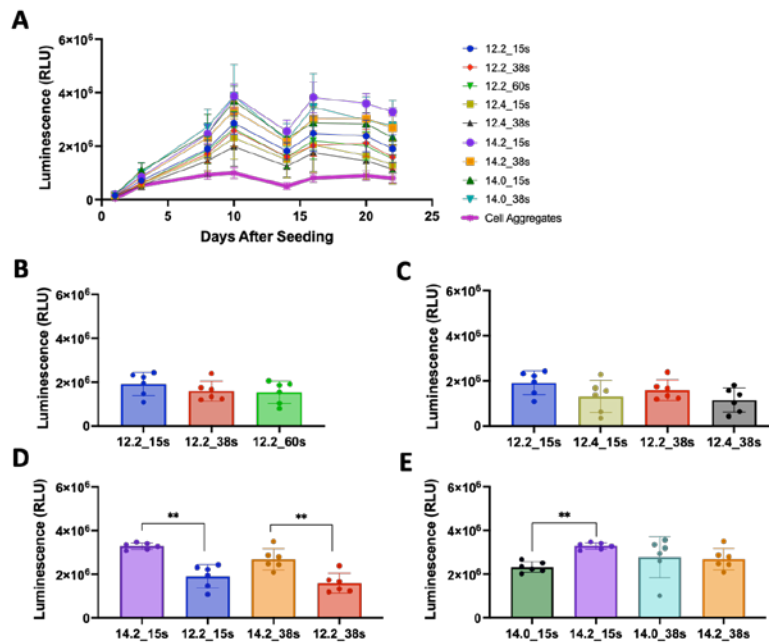 A
Luminescence (RLU)
6×10⁶
4×10⁶
2×10⁶
0
0 5 10 15 20 25
Days After Seeding
12.2_15s
12.2_38s
12.2_60s
12.4_15s
12.4_38s
14.2_15s
14.2_38s
14.0_15s
14.0_38s
Cell Aggregates
B
Luminescence (RLU)
6×10⁶
4×10⁶
2×10⁶
0
12.2_15s 12.2_38s 12.2_60s
C
Luminescence (RLU)
6×10⁶
4×10⁶
2×10⁶
0
12.2_15s 12.4_15s 12.2_38s 12.4_38s
D
Luminescence (RLU)
6×10⁶
4×10⁶
2×10⁶
0
** **
14.2_15s 12.2_15s 14.2_38s 12.2_38s
E
Luminescence (RLU)
6×10⁶
4×10⁶
2×10⁶
0
**
14.0_15s 14.2_15s 14.0_38s 14.2_38s